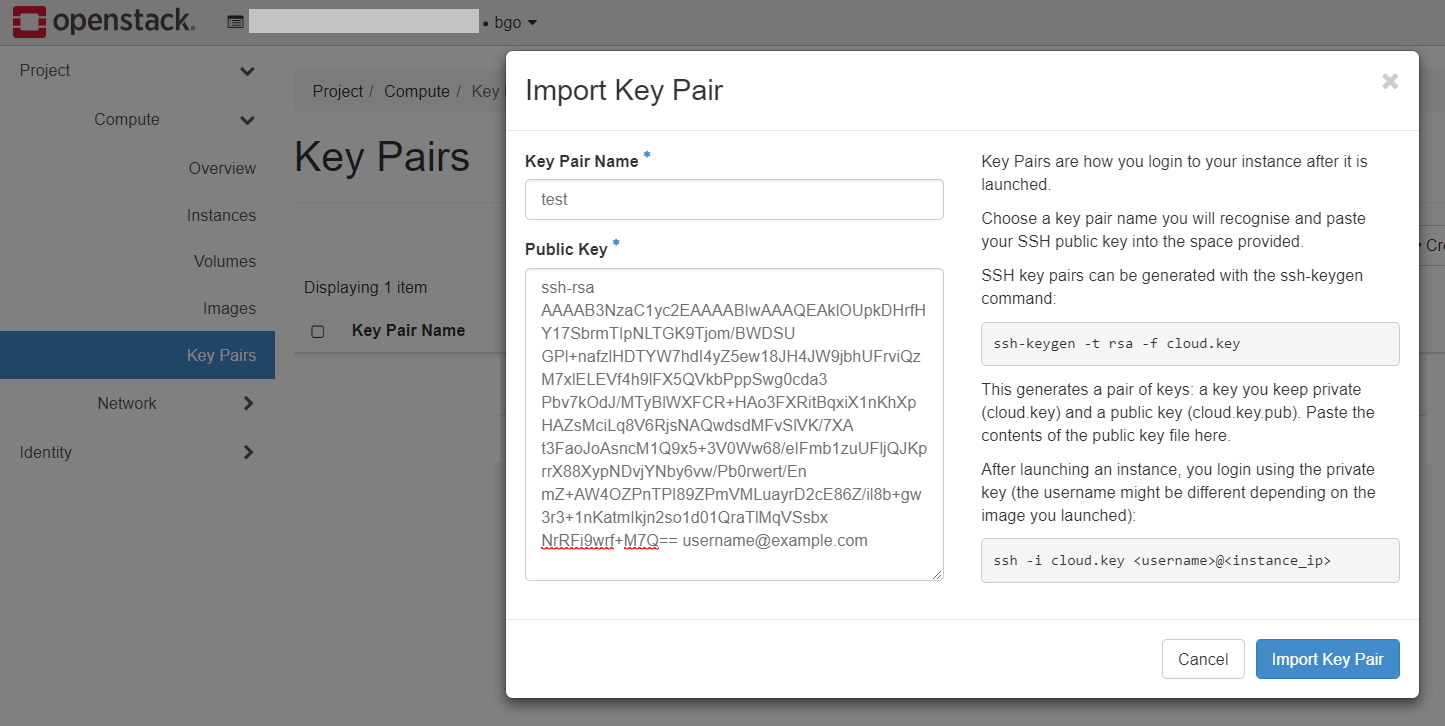 openstack.
• bgo
Project
Compute
Overview
Instances
Volumes
Images
Key Pairs
Network
Identity
Project / Compute / Key
Key Pairs
Displaying 1 item
Key Pair Name
Cre
Import Key Pair
×
Key Pair Name *
test
Public Key *
ssh-rsa
AAAAB3NzaC1yc2EAAAABIwAAAQEAklOUpkDHrfH
Y17SbrmTIpNLTGK9Tjom/BWDSU
GPl+nafzlHDTYW7hdI4yZ5ew18JH4JW9jbhUFrviQz
M7xlELEVf4h9lFX5QVkbPppSwg0cda3
Pbv7kOdJ/MTyBlWXFCR+HAo3FXRitBqxiX1nKhXp
HAZsMciLq8V6RjsNAQwdsdMFvSlVK/7XA
t3FaoJoAsncM1Q9x5+3V0Ww68/eIFmb1zuUFljQJKp
rrX88XypNDvjYNby6vw/Pb0rwert/En
mZ+AW4OZPnTPI89ZPmVMLuayrD2cE86Z/il8b+gw
3r3+1nKatmIkjn2so1d01QraTlMqVSsbx
NrRFi9wrf+M7Q== username@example.com
Key Pairs are how you login to your instance after it is
launched.
Choose a key pair name you will recognise and paste
your SSH public key into the space provided.
SSH key pairs can be generated with the ssh-keygen
command:
ssh-keygen -t rsa -f cloud.key
This generates a pair of keys: a key you keep private
(cloud.key) and a public key (cloud.key.pub). Paste the
contents of the public key file here.
After launching an instance, you login using the private
key (the username might be different depending on the
image you launched):
ssh -i cloud.key <username>@<instance_ip>
Cancel
Import Key Pair